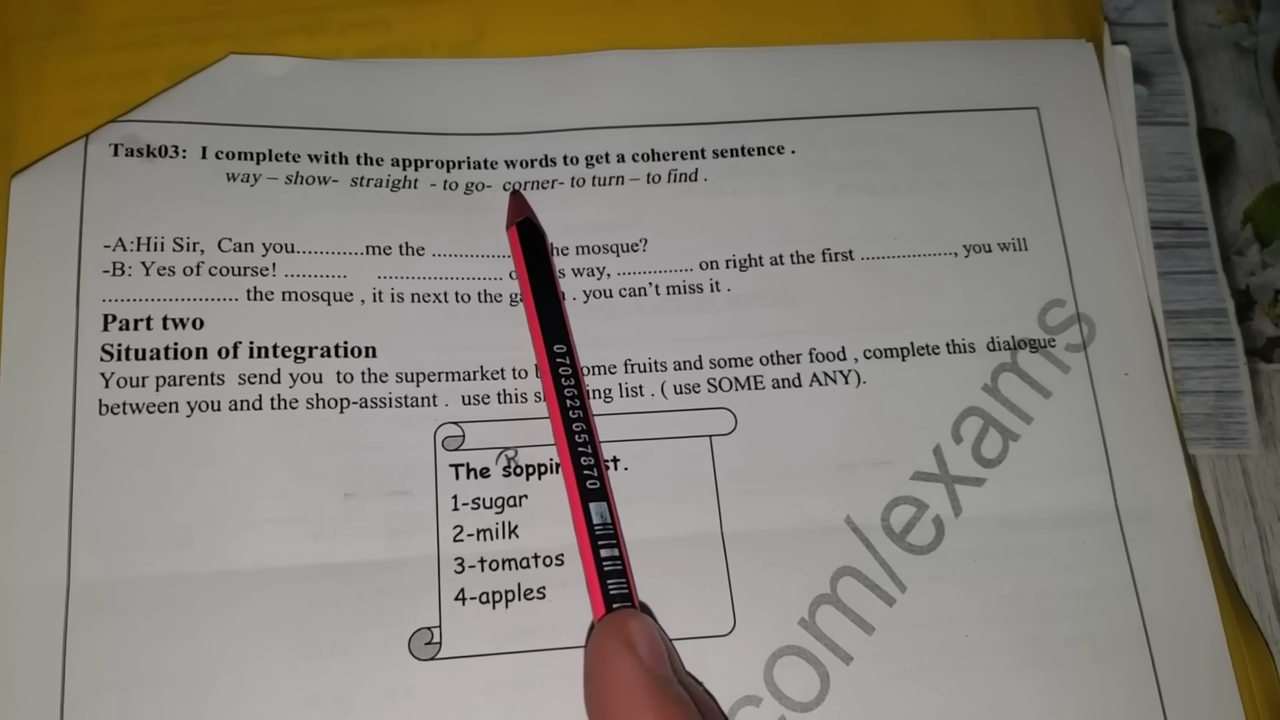 Task03: I complete with the appropriate words to get a coherent sentence .
way – show- straight - to go- corner- to turn – to find .
-A:Hii Sir, Can you............me the .............. he mosque?
-B: Yes of course! ........... ...................... s way, .............. on right at the first ................., you will
........................ the mosque , it is next to the . you can't miss it .
Part two
Situation of integration
Your parents send you to the supermarket to ome fruits and some other food , complete this dialogue
between you and the shop-assistant . use this ing list . ( use SOME and ANY).
The soppin st.
1-sugar
2-milk
3-tomatos
4-apples
com/exams
0703625657870